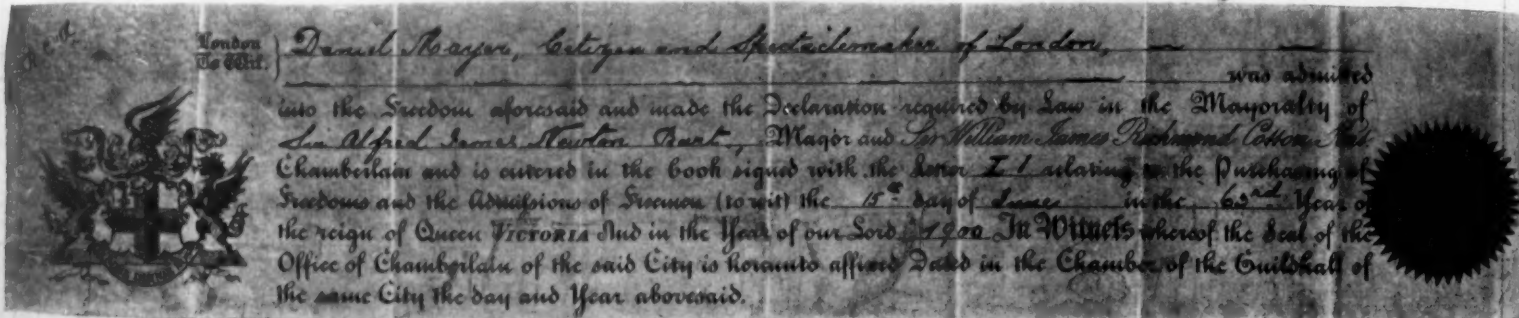 London
To Wit.
Daniel Mayer, Citizen and Spectaclemaker of London,
was admitted
into the Freedom aforesaid and made the Declaration required by Law in the Mayoralty of
Sir Alfred James Newton Bart, Mayor and Sir William James Richmond Cotton Knt
Chamberlain and is entered in the book signed with the Letter I 1 relating to the Purchasing of
Freedoms and the Admissions of Freemen (to wit) the 15th day of June in the 63rd Year of
the reign of Queen VICTORIA And in the Year of our Lord 1900 In Witness whereof the Seal of the
Office of Chamberlain of the said City is hereunto affixed Dated in the Chamber of the Guildhall of
the same City the day and Year abovesaid.